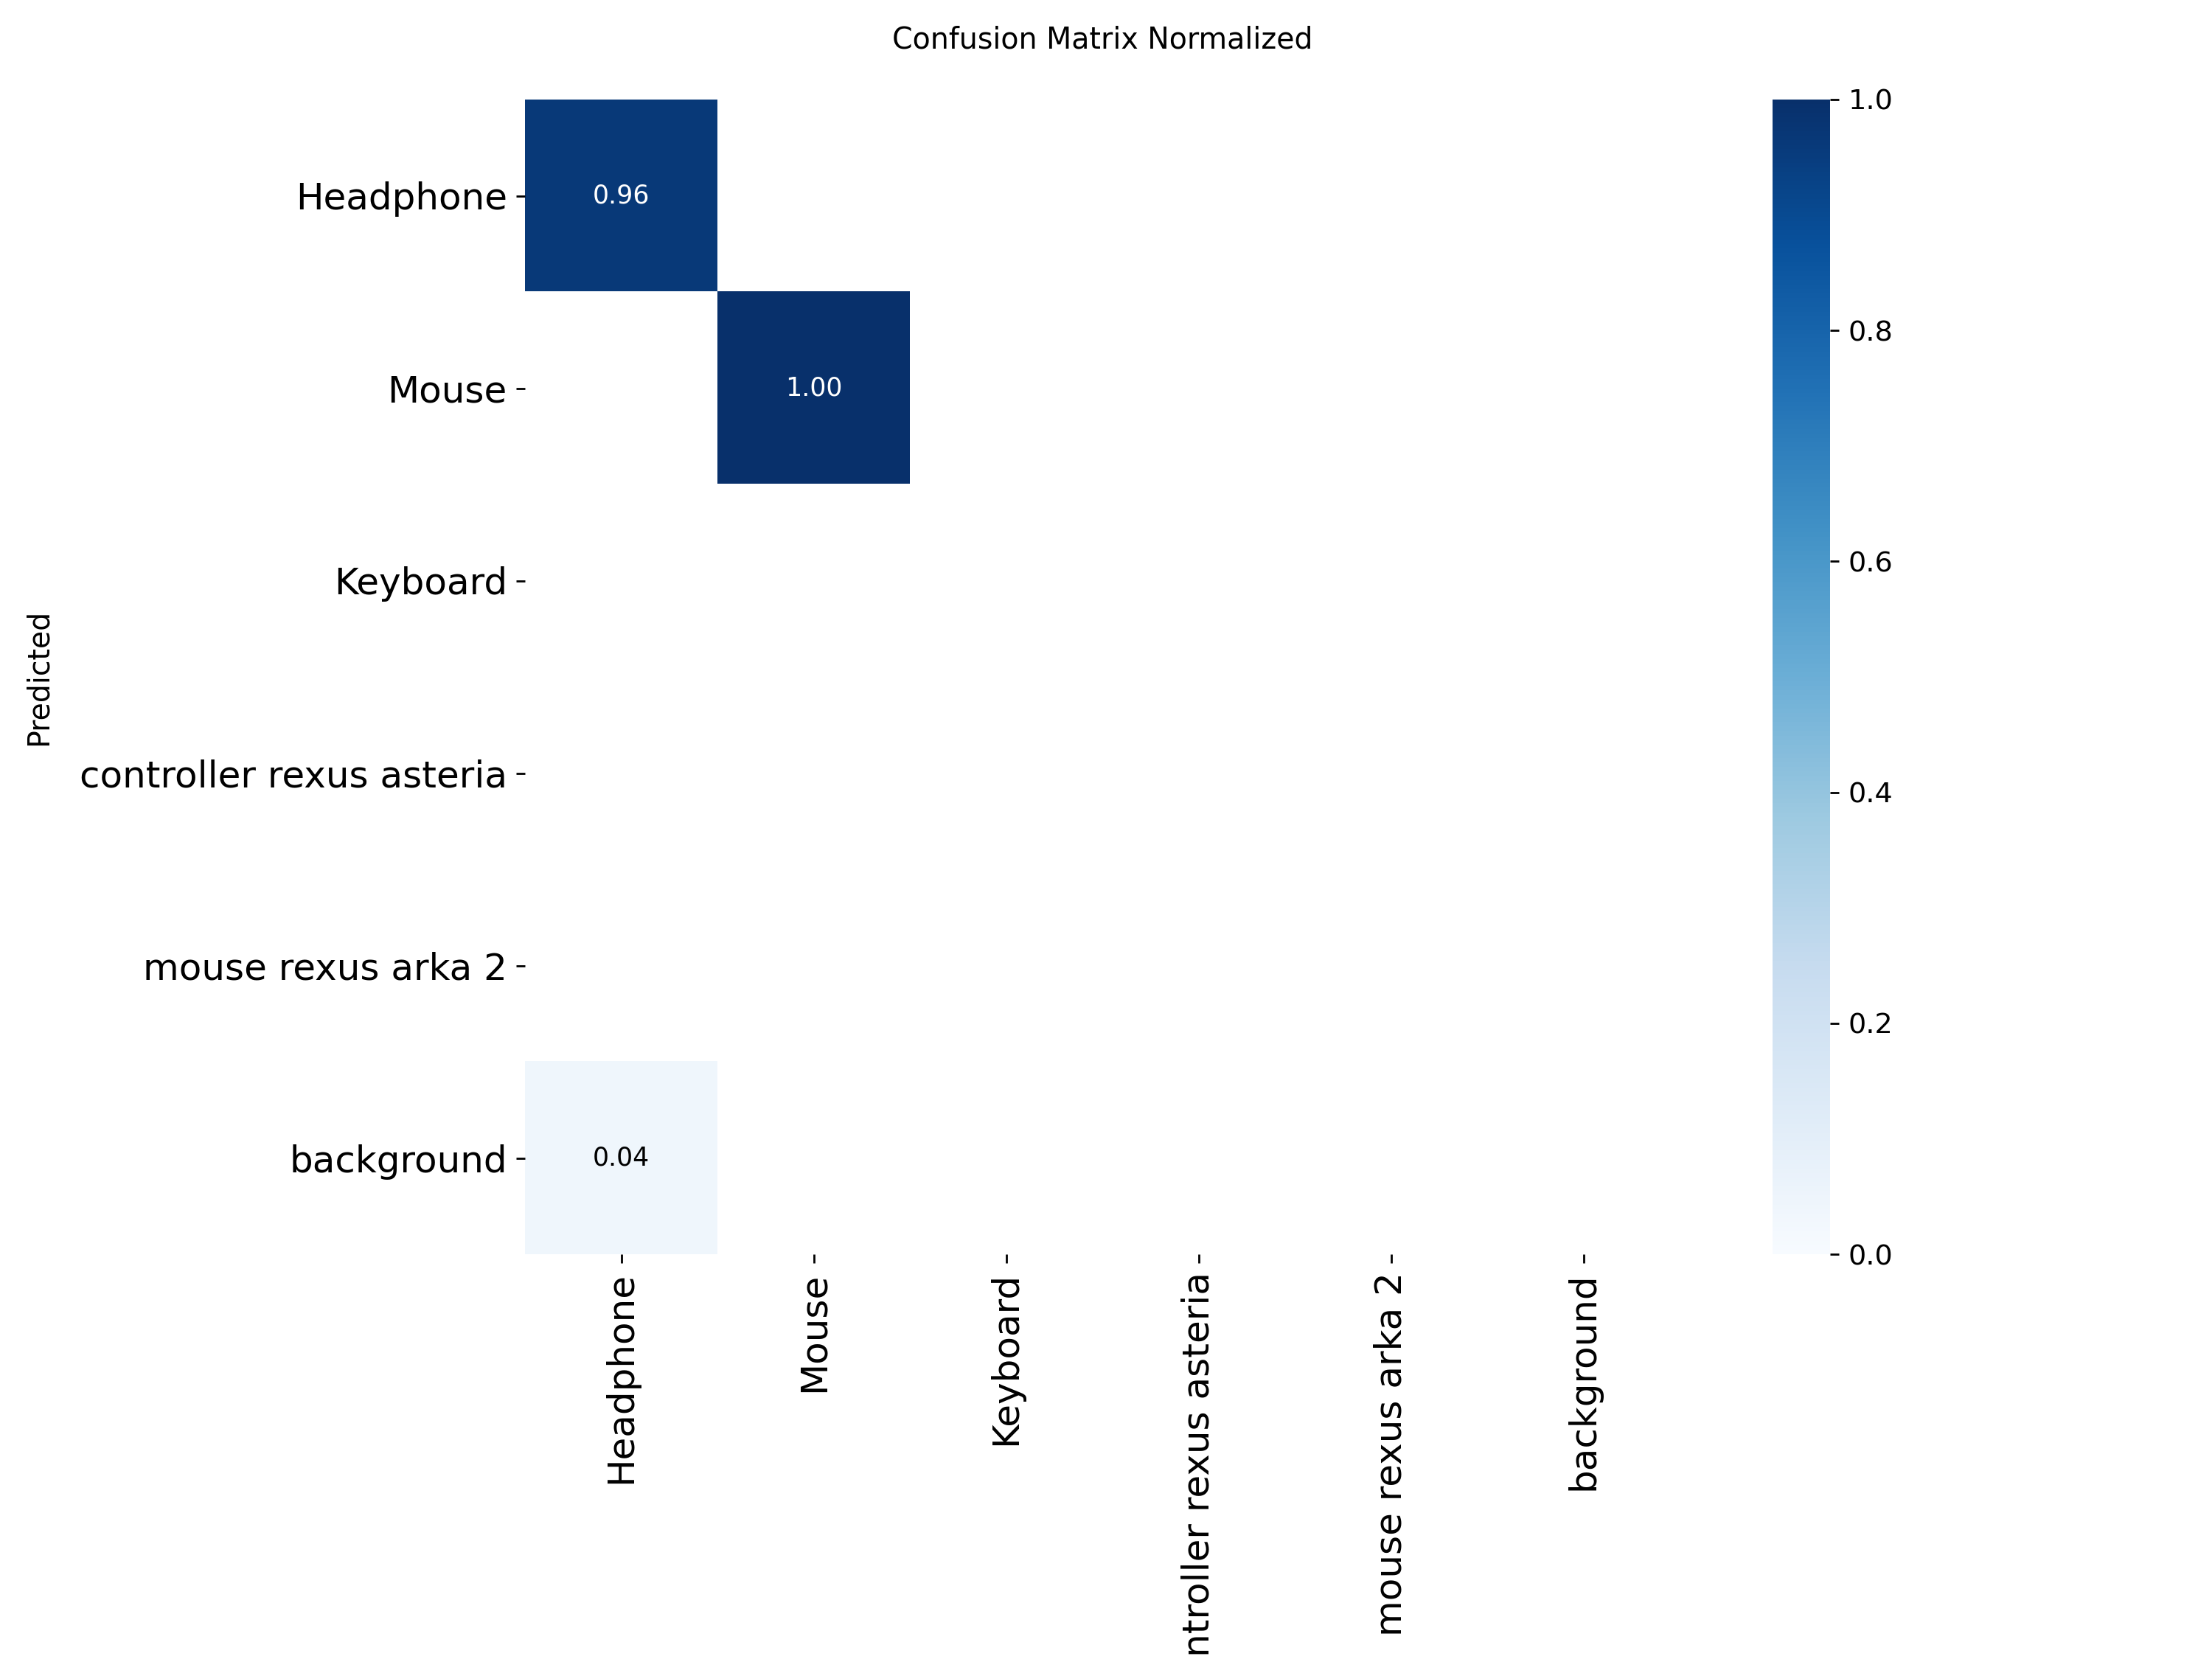 Confusion Matrix Normalized
Predicted
Headphone
Mouse
Keyboard
controller rexus asteria
mouse rexus arka 2
background
0.96
1.00
0.04
1.0
0.8
0.6
0.4
0.2
0.0
Headphone
Mouse
Keyboard
ntroller rexus asteria
mouse rexus arka 2
background